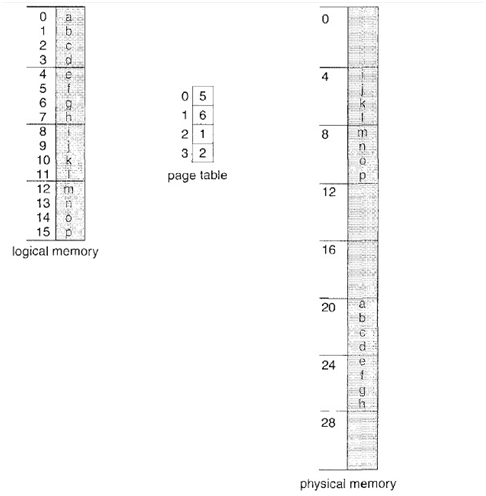 0 a
1 b
2 c
3 d
4 e
5 f
6 g
7 h
8 i
9 j
10 k
11 l
12 m
13 n
14 o
15 p
logical memory
0 5
1 6
2 1
3 2
page table
0
4 i
j
k
l
8 m
n
o
p
12
16
20 a
b
c
d
24 e
f
g
h
28
physical memory